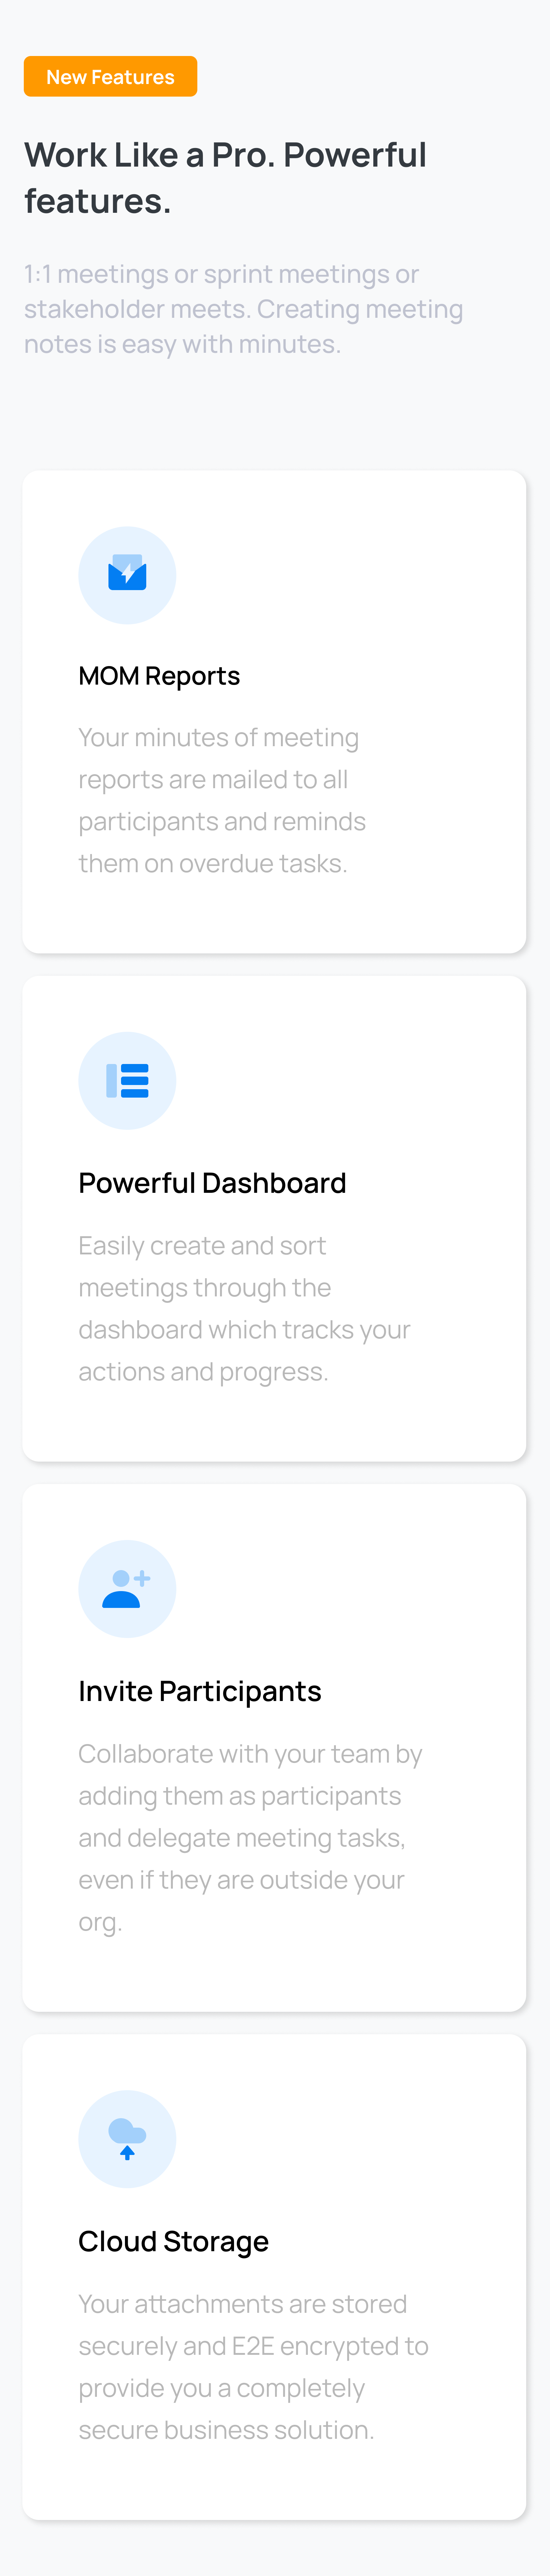 New Features
Work Like a Pro. Powerful
features.
1:1 meetings or sprint meetings or
stakeholder meets. Creating meeting
notes is easy with minutes.
MOM Reports
Your minutes of meeting
reports are mailed to all
participants and reminds
them on overdue tasks.
Powerful Dashboard
Easily create and sort
meetings through the
dashboard which tracks your
actions and progress.
Invite Participants
Collaborate with your team by
adding them as participants
and delegate meeting tasks,
even if they are outside your
org.
Cloud Storage
Your attachments are stored
securely and E2E encrypted to
provide you a completely
secure business solution.